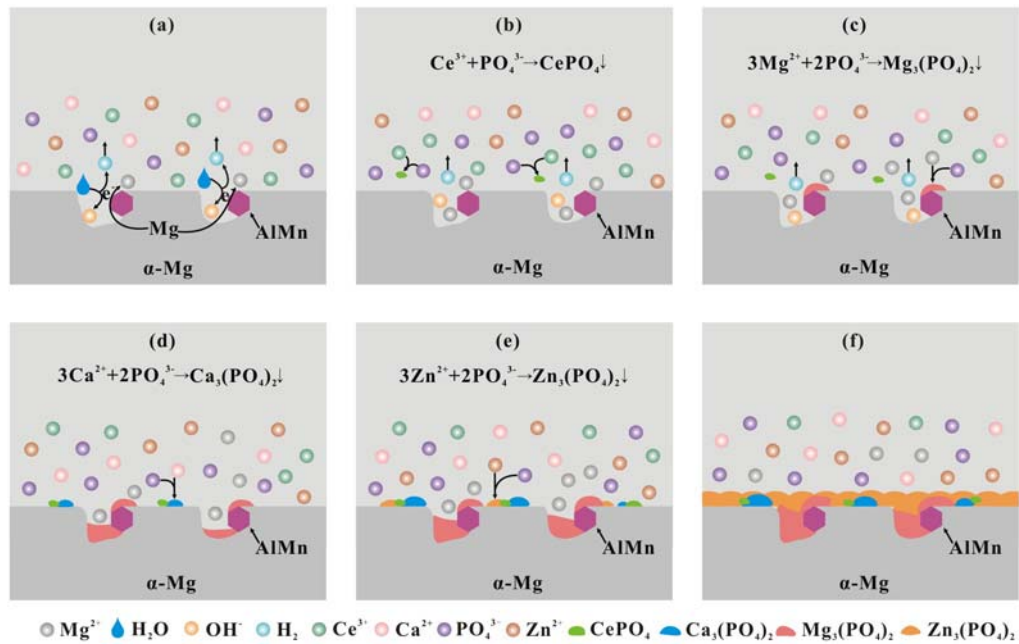 (a)
e⁻
Mg
e⁻
AlMn
α-Mg
(b)
Ce³⁺+PO₄³⁻→CePO₄↓
AlMn
α-Mg
(c)
3Mg²⁺+2PO₄³⁻→Mg₃(PO₄)₂↓
AlMn
α-Mg
(d)
3Ca²⁺+2PO₄³⁻→Ca₃(PO₄)₂↓
AlMn
α-Mg
(e)
3Zn²⁺+2PO₄³⁻→Zn₃(PO₄)₂↓
AlMn
α-Mg
(f)
AlMn
α-Mg
Mg²⁺ H₂O OH⁻ H₂ Ce³⁺ Ca²⁺ PO₄³⁻ Zn²⁺ CePO₄ Ca₃(PO₄)₂ Mg₃(PO₄)₂ Zn₃(PO₄)₂